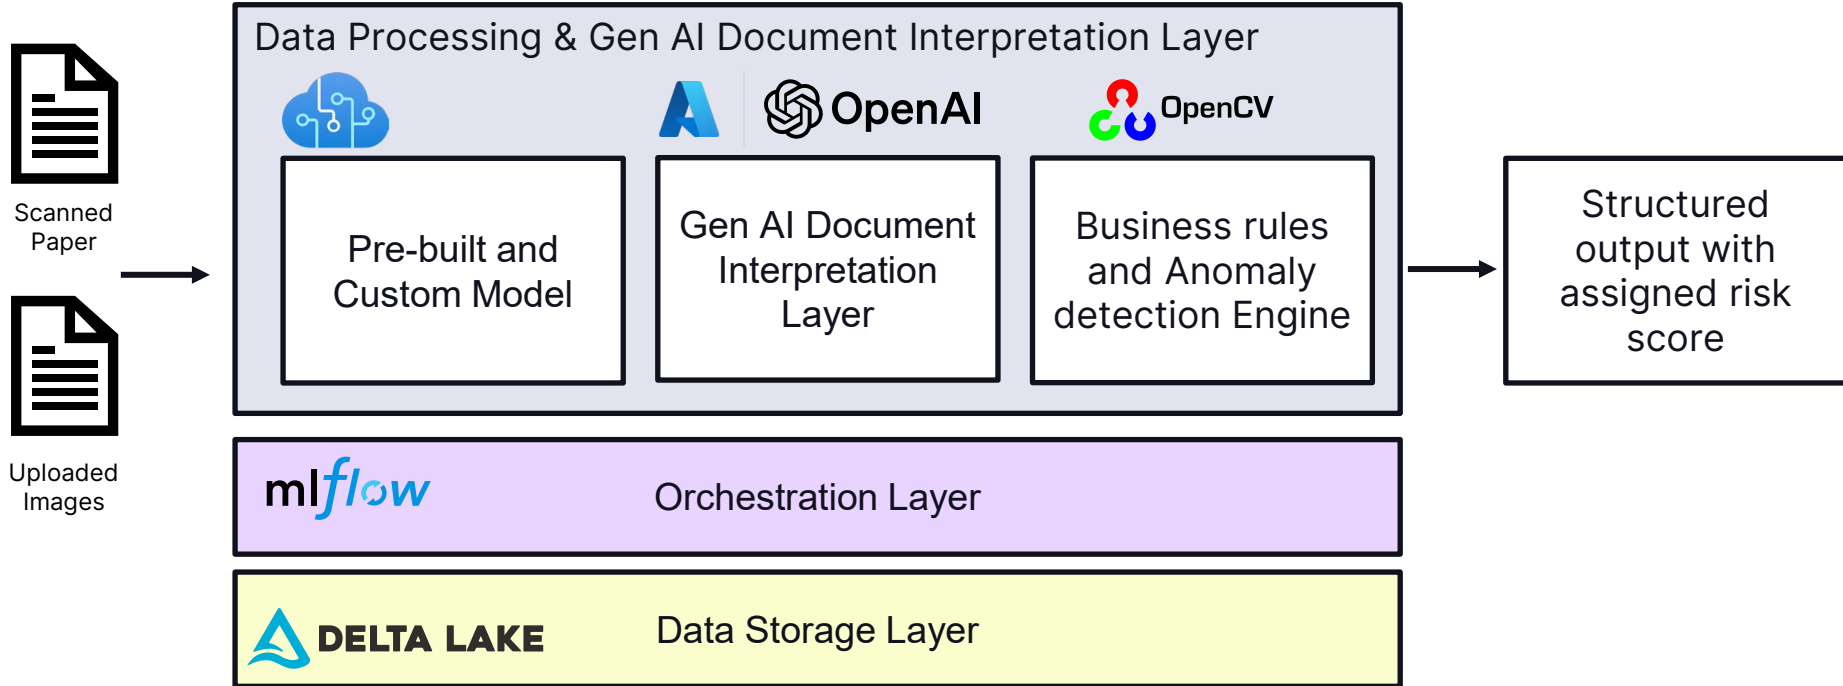 Data Processing & Gen AI Document Interpretation Layer
Scanned
Paper
Uploaded
Images
OpenAI
OpenCV
Pre-built and
Custom Model
Gen AI Document
Interpretation
Layer
Business rules
and Anomaly
detection Engine
Structured
output with
assigned risk
score
mlflow
Orchestration Layer
DELTA LAKE
Data Storage Layer